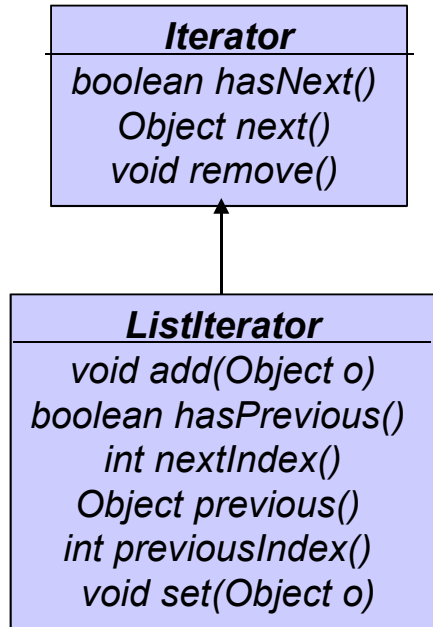 Iterator
boolean hasNext()
Object next()
void remove()
ListIterator
void add(Object o)
boolean hasPrevious()
int nextIndex()
Object previous()
int previousIndex()
void set(Object o)